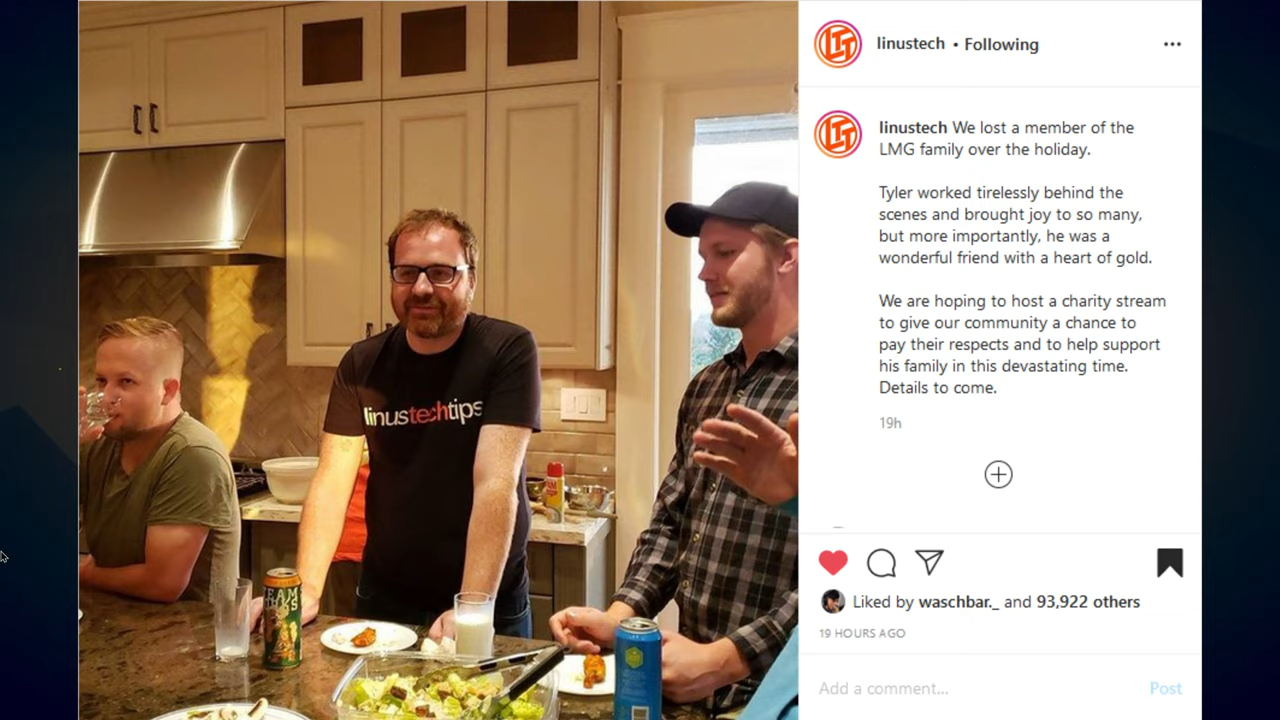 linustech • Following
linustech We lost a member of the
LMG family over the holiday.
Tyler worked tirelessly behind the
scenes and brought joy to so many,
but more importantly, he was a
wonderful friend with a heart of gold.
We are hoping to host a charity stream
to give our community a chance to
pay their respects and to help support
his family in this devastating time.
Details to come.
19h
Liked by waschbar._ and 93,922 others
19 HOURS AGO
Add a comment... Post
linustechtips
LTT
LTT